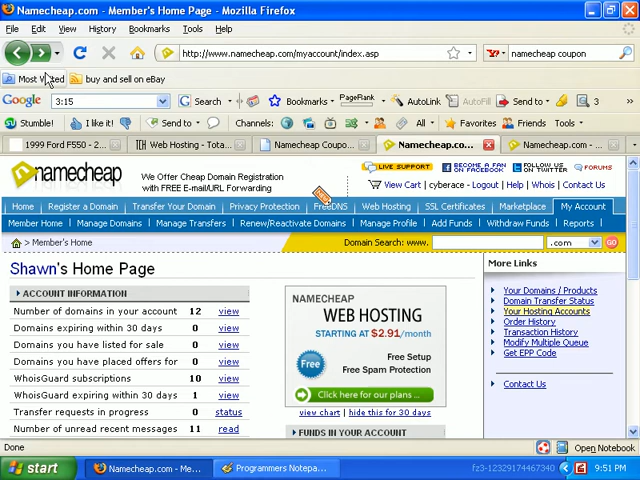 Namecheap.com - Member's Home Page - Mozilla Firefox
File Edit View History Bookmarks Tools Help
http://www.namecheap.com/myaccount/index.asp
namecheap coupon
Most Visited buy and sell on eBay
Google 3:15 Search Bookmarks PageRank AutoLink AutoFill Send to 3
Stumble! I like it! Send to Channels: All Favorites Friends Tools
1999 Ford F550 - 2... Web Hosting - Tota... Namecheap Coupo... Namecheap.co... Namecheap.com - M...
namecheap
We Offer Cheap Domain Registration
with FREE E-mail/URL Forwarding
LIVE SUPPORT BECOME A FAN ON FACEBOOK FOLLOW US ON TWITTER FORUMS
View Cart | cyberace - Logout | Help | Whois | Contact Us
Home Register a Domain Transfer Your Domain Privacy Protection FreeDNS Web Hosting SSL Certificates Marketplace My Account
Member Home Manage Domains Manage Transfers Renew/Reactivate Domains Manage Profile Add Funds Withdraw Funds Reports
> Member's Home
Domain Search: www. .com GO
Shawn's Home Page
ACCOUNT INFORMATION
Number of domains in your account 12 view
Domains expiring within 30 days 0 view
Domains you have listed for sale 0 view
Domains you have placed offers for 0 view
WhoisGuard subscriptions 10 view
WhoisGuard expiring within 30 days 1 view
Transfer requests in progress 0 status
Number of unread recent messages 11 read
NAMECHEAP
WEB HOSTING
STARTING AT $2.91/month
Free
Free Setup
Free Spam Protection
Click here for our plans ...
view chart | hide this for 30 days
FUNDS IN YOUR ACCOUNT
More Links
Your Domains / Products
Domain Transfer Status
Your Hosting Accounts
Order History
Transaction History
Modify Multiple Queue
Get EPP Code
Contact Us
Done
Open Notebook
start
Namecheap.com - Me...
Programmers Notepa...
fz3-12329174467340
9:51 PM